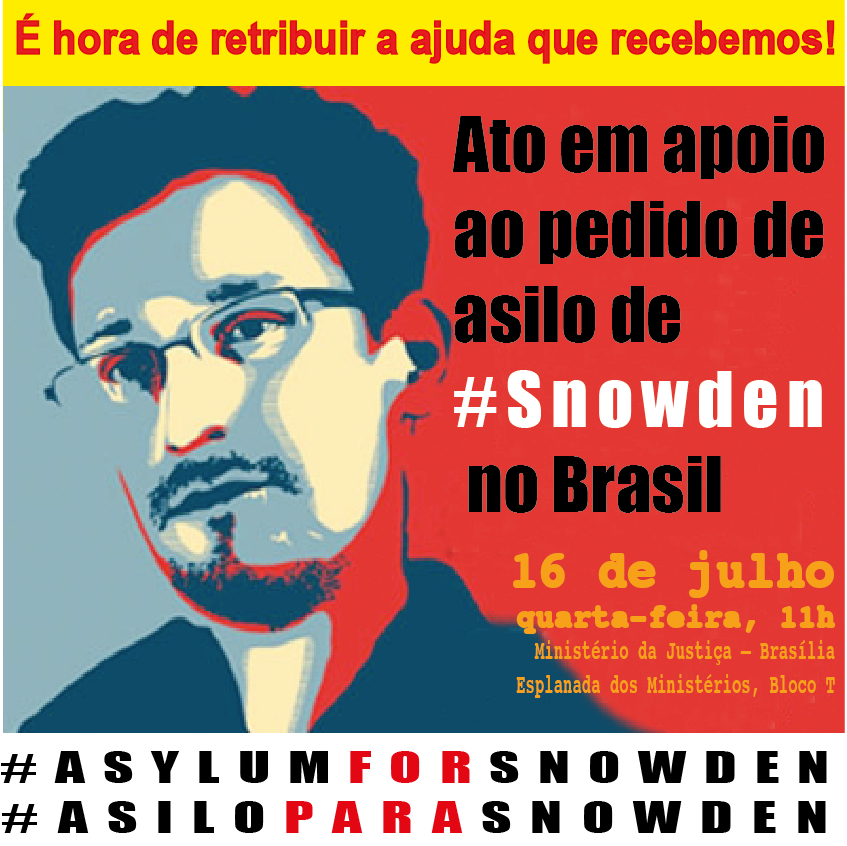 É hora de retribuir a ajuda que recebemos!
Ato em apoio
ao pedido de
asilo de
#Snowden
no Brasil
16 de julho
quarta-feira, 11h
Ministério da Justiça – Brasília
Esplanada dos Ministérios, Bloco T
#ASYLUMFORSNOWDEN
#ASILOPARASNOWDEN